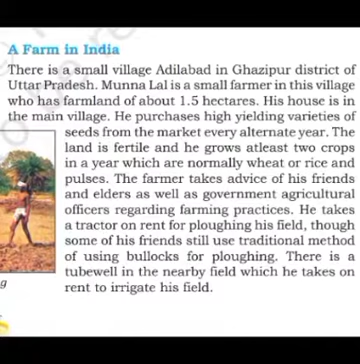 A Farm in India
There is a small village Adilabad in Ghazipur district of
Uttar Pradesh. Munna Lal is a small farmer in this village
who has farmland of about 1.5 hectares. His house is in
the main village. He purchases high yielding varieties of
seeds from the market every alternate year. The
land is fertile and he grows atleast two crops
in a year which are normally wheat or rice and
pulses. The farmer takes advice of his friends
and elders as well as government agricultural
officers regarding farming practices. He takes
a tractor on rent for ploughing his field, though
some of his friends still use traditional method
of using bullocks for ploughing. There is a
tubewell in the nearby field which he takes on
rent to irrigate his field.
g